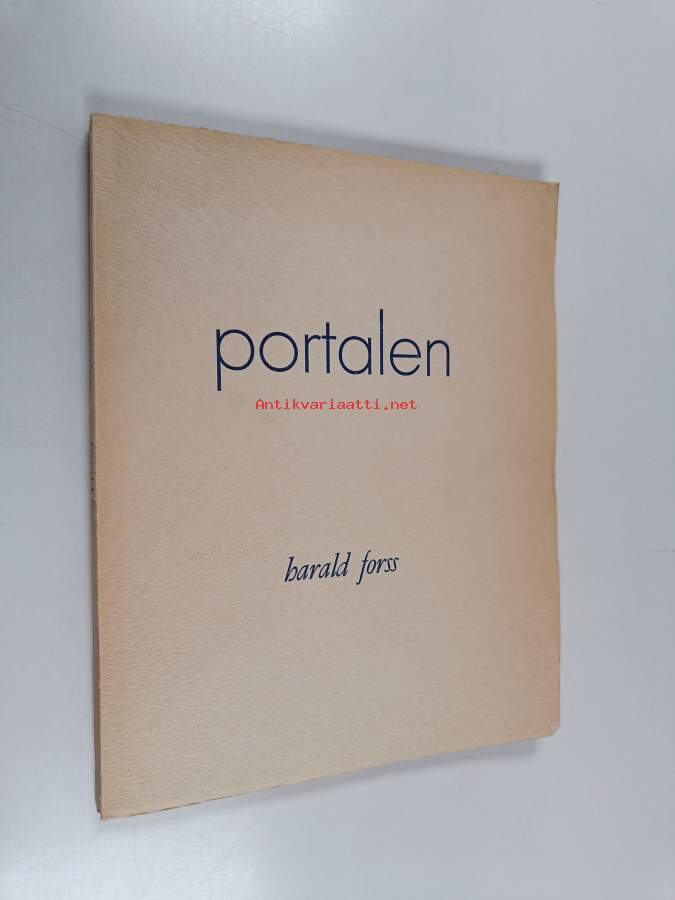 portalen
Antikvariaatti.net
harald forss